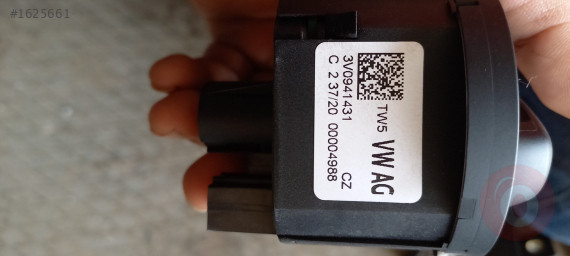 #1625661
3V0941431
CZ
C 2 37/20 00004988
TW5
VW AG